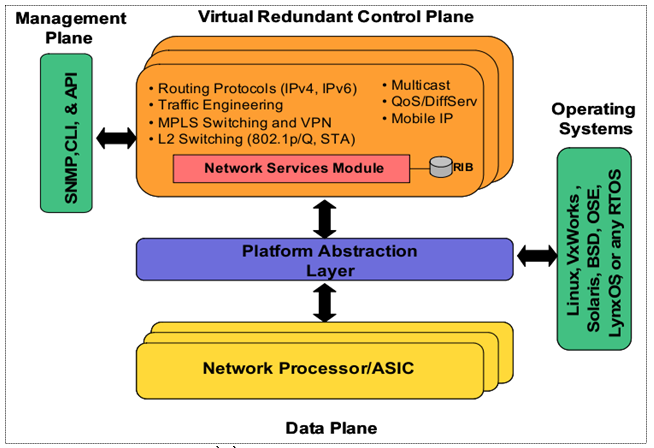 Management
Plane
Virtual Redundant Control Plane
SNMP,CLI, & API
• Routing Protocols (IPv4, IPv6)
• Traffic Engineering
• MPLS Switching and VPN
• L2 Switching (802.1p/Q, STA)
• Multicast
• QoS/DiffServ
• Mobile IP
Network Services Module
RIB
Operating
Systems
Linux, VxWorks ,
Solaris, BSD, OSE,
LynxOS or any RTOS
Platform Abstraction
Layer
Network Processor/ASIC
Data Plane